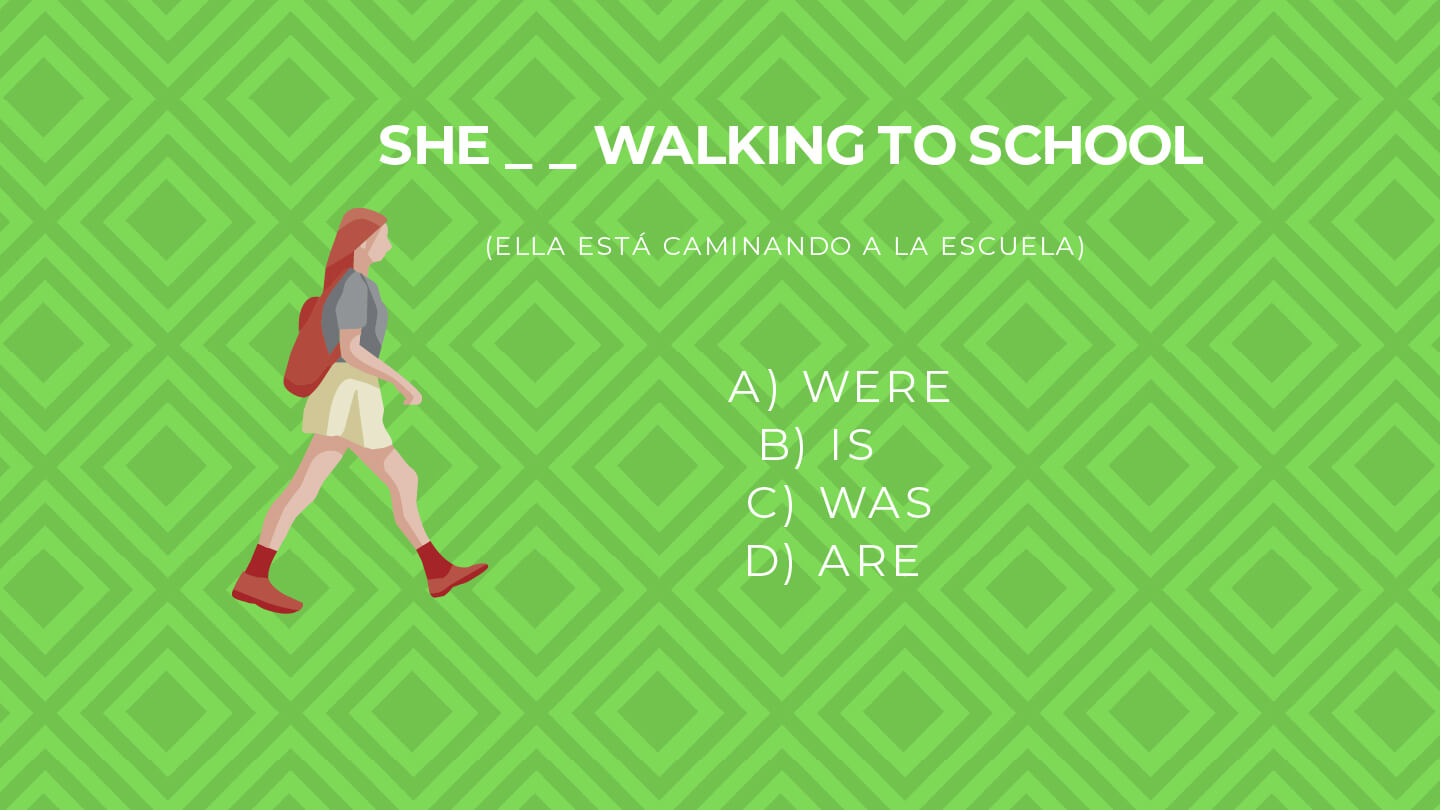 SHE _ _ WALKING TO SCHOOL
(ELLA ESTÁ CAMINANDO A LA ESCUELA)
A) WERE
B) IS
C) WAS
D) ARE